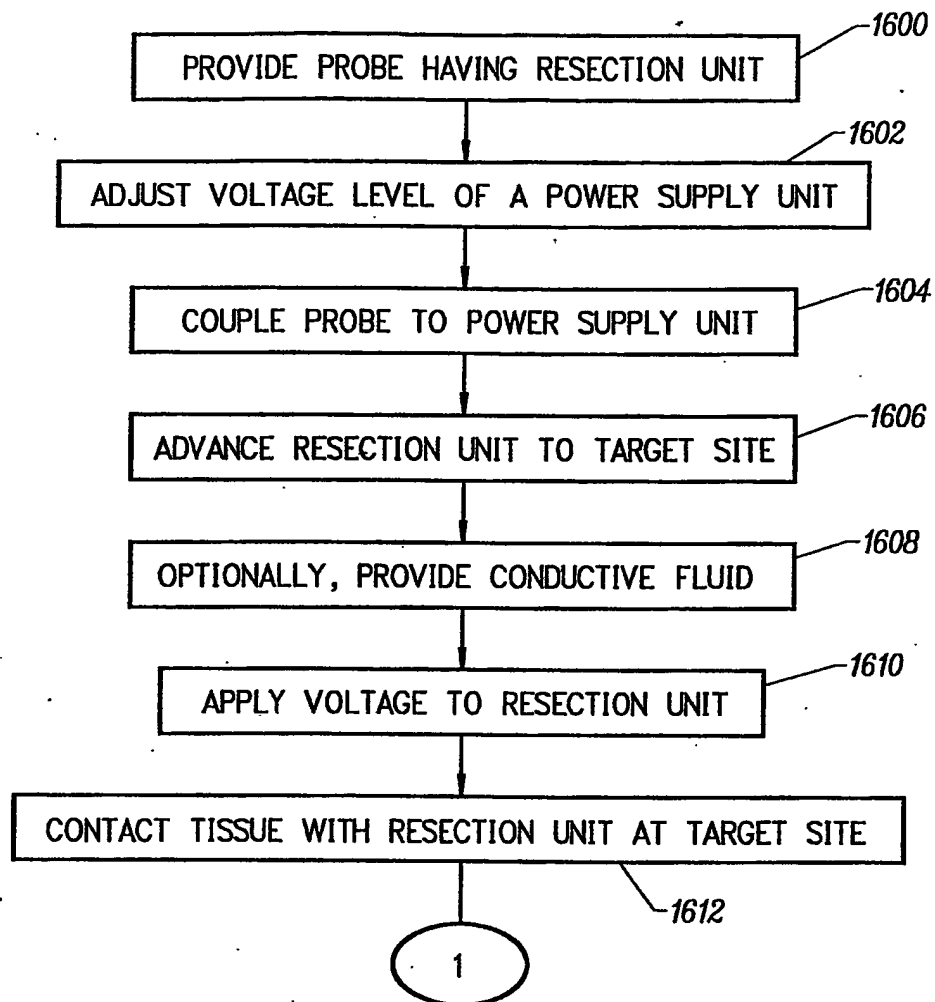 1600
PROVIDE PROBE HAVING RESECTION UNIT
1602
ADJUST VOLTAGE LEVEL OF A POWER SUPPLY UNIT
1604
COUPLE PROBE TO POWER SUPPLY UNIT
1606
ADVANCE RESECTION UNIT TO TARGET SITE
1608
OPTIONALLY, PROVIDE CONDUCTIVE FLUID
1610
APPLY VOLTAGE TO RESECTION UNIT
CONTACT TISSUE WITH RESECTION UNIT AT TARGET SITE
1612
1